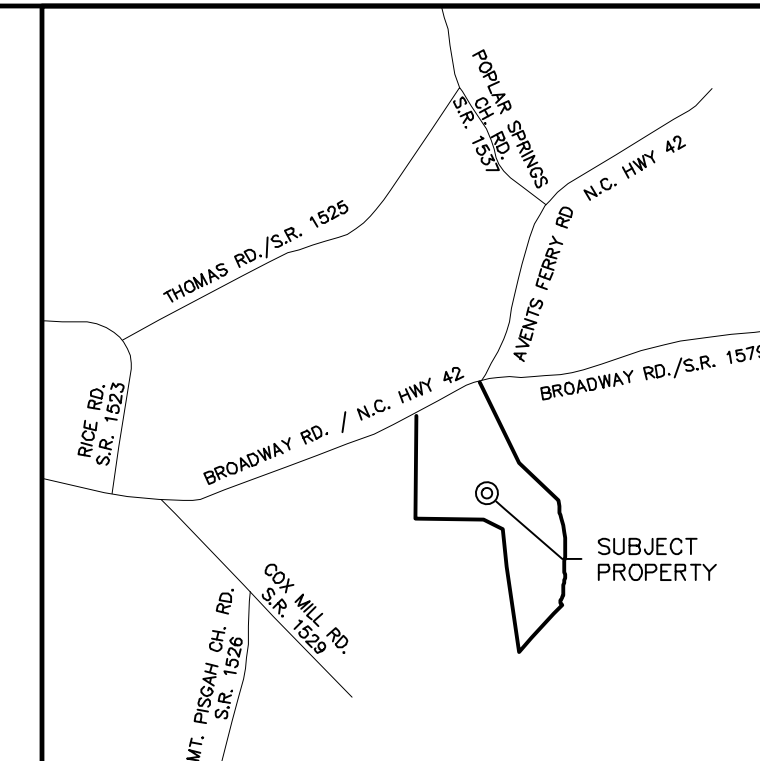 POPLAR SPRINGS
CH. RD.
S.R. 1537
N.C. HWY 42
THOMAS RD./S.R. 1525
AVENTS FERRY RD
BROADWAY RD. / N.C. HWY 42
BROADWAY RD./S.R. 1579
RICE RD.
S.R. 1523
SUBJECT
PROPERTY
COX MILL RD.
S.R. 1529
MT. PISGAH CH. RD.
S.R. 1526